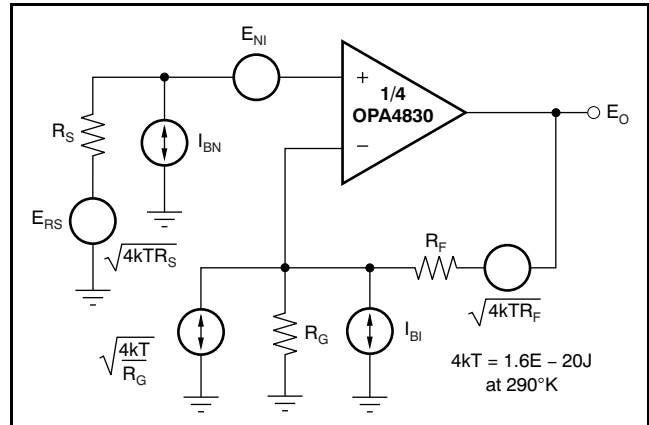 E_NI
+
1/4
OPA4830
−
E_O
R_S
I_BN
E_RS
√4kTR_S
R_F
√4kTR_F
√4kT/R_G
R_G
I_BI
4kT = 1.6E – 20J
at 290°K